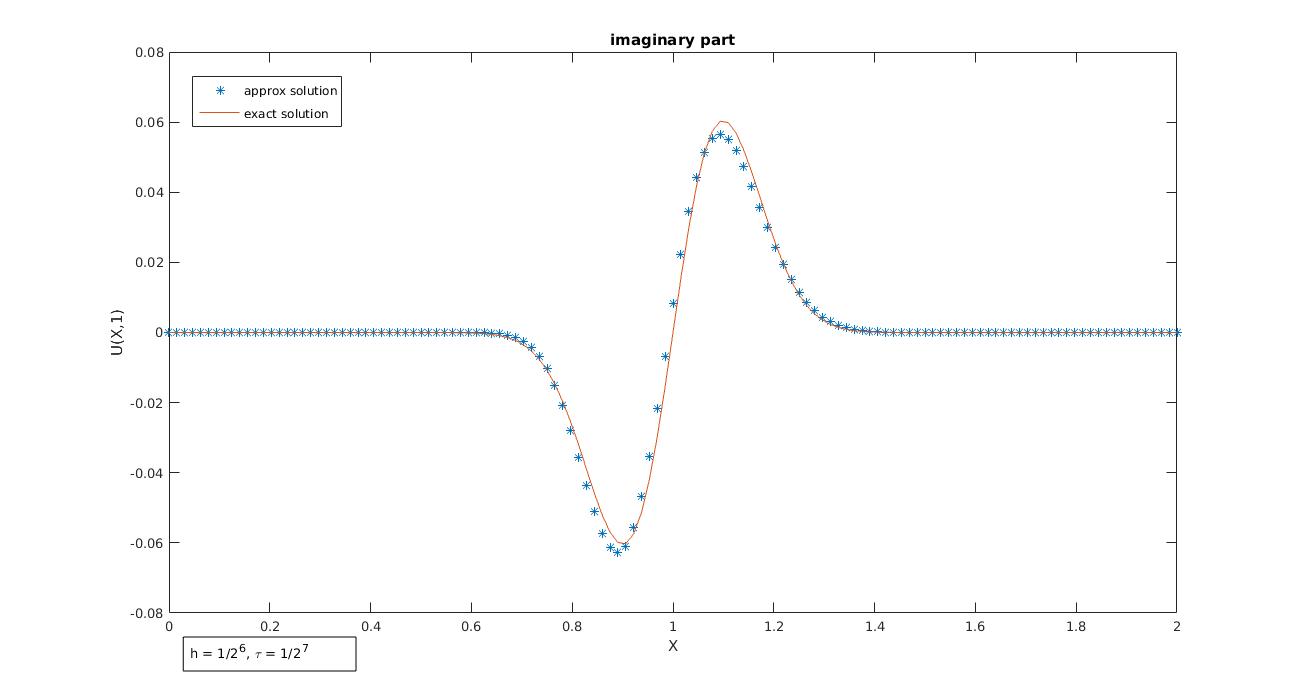 imaginary part
approx solution
exact solution
0.08
0.06
0.04
0.02
0
-0.02
-0.04
-0.06
-0.08
U(X,1)
0 0.2 0.4 0.6 0.8 1 1.2 1.4 1.6 1.8 2
X
h = 1/2^6, τ = 1/2^7